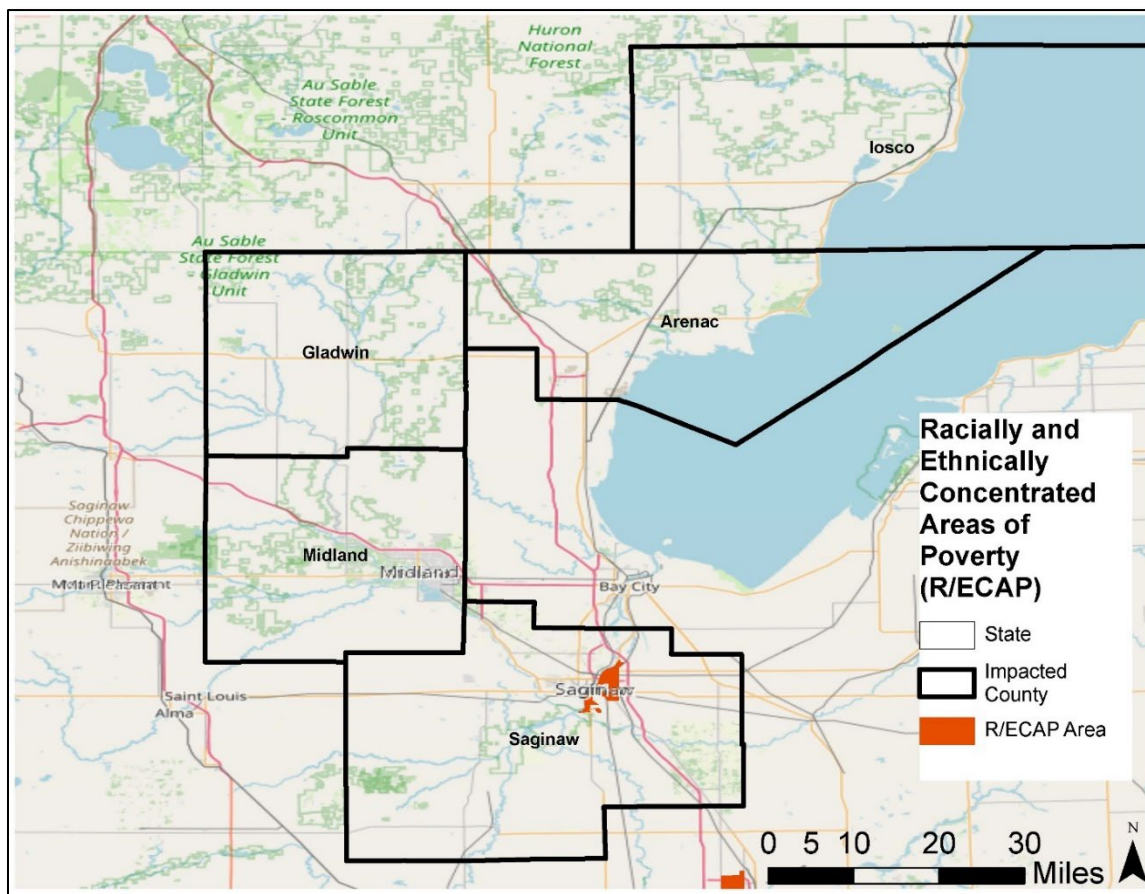 Huron
National
Forest
Au Sable
State Forest
- Roscommon
Unit
Iosco
Au Sable
State Forest
- Gladwin
Unit
Arenac
Gladwin
Racially and
Ethnically
Concentrated
Areas of
Poverty
(R/ECAP)
State
Impacted
County
R/ECAP Area
Saginaw
Chippewa
Nation /
Ziibiwing
Anishinaabek
Mt Pleasant
Midland
Midland
Bay City
Saint Louis
Alma
Saginaw
Saginaw
0 5 10 20 30
Miles
N